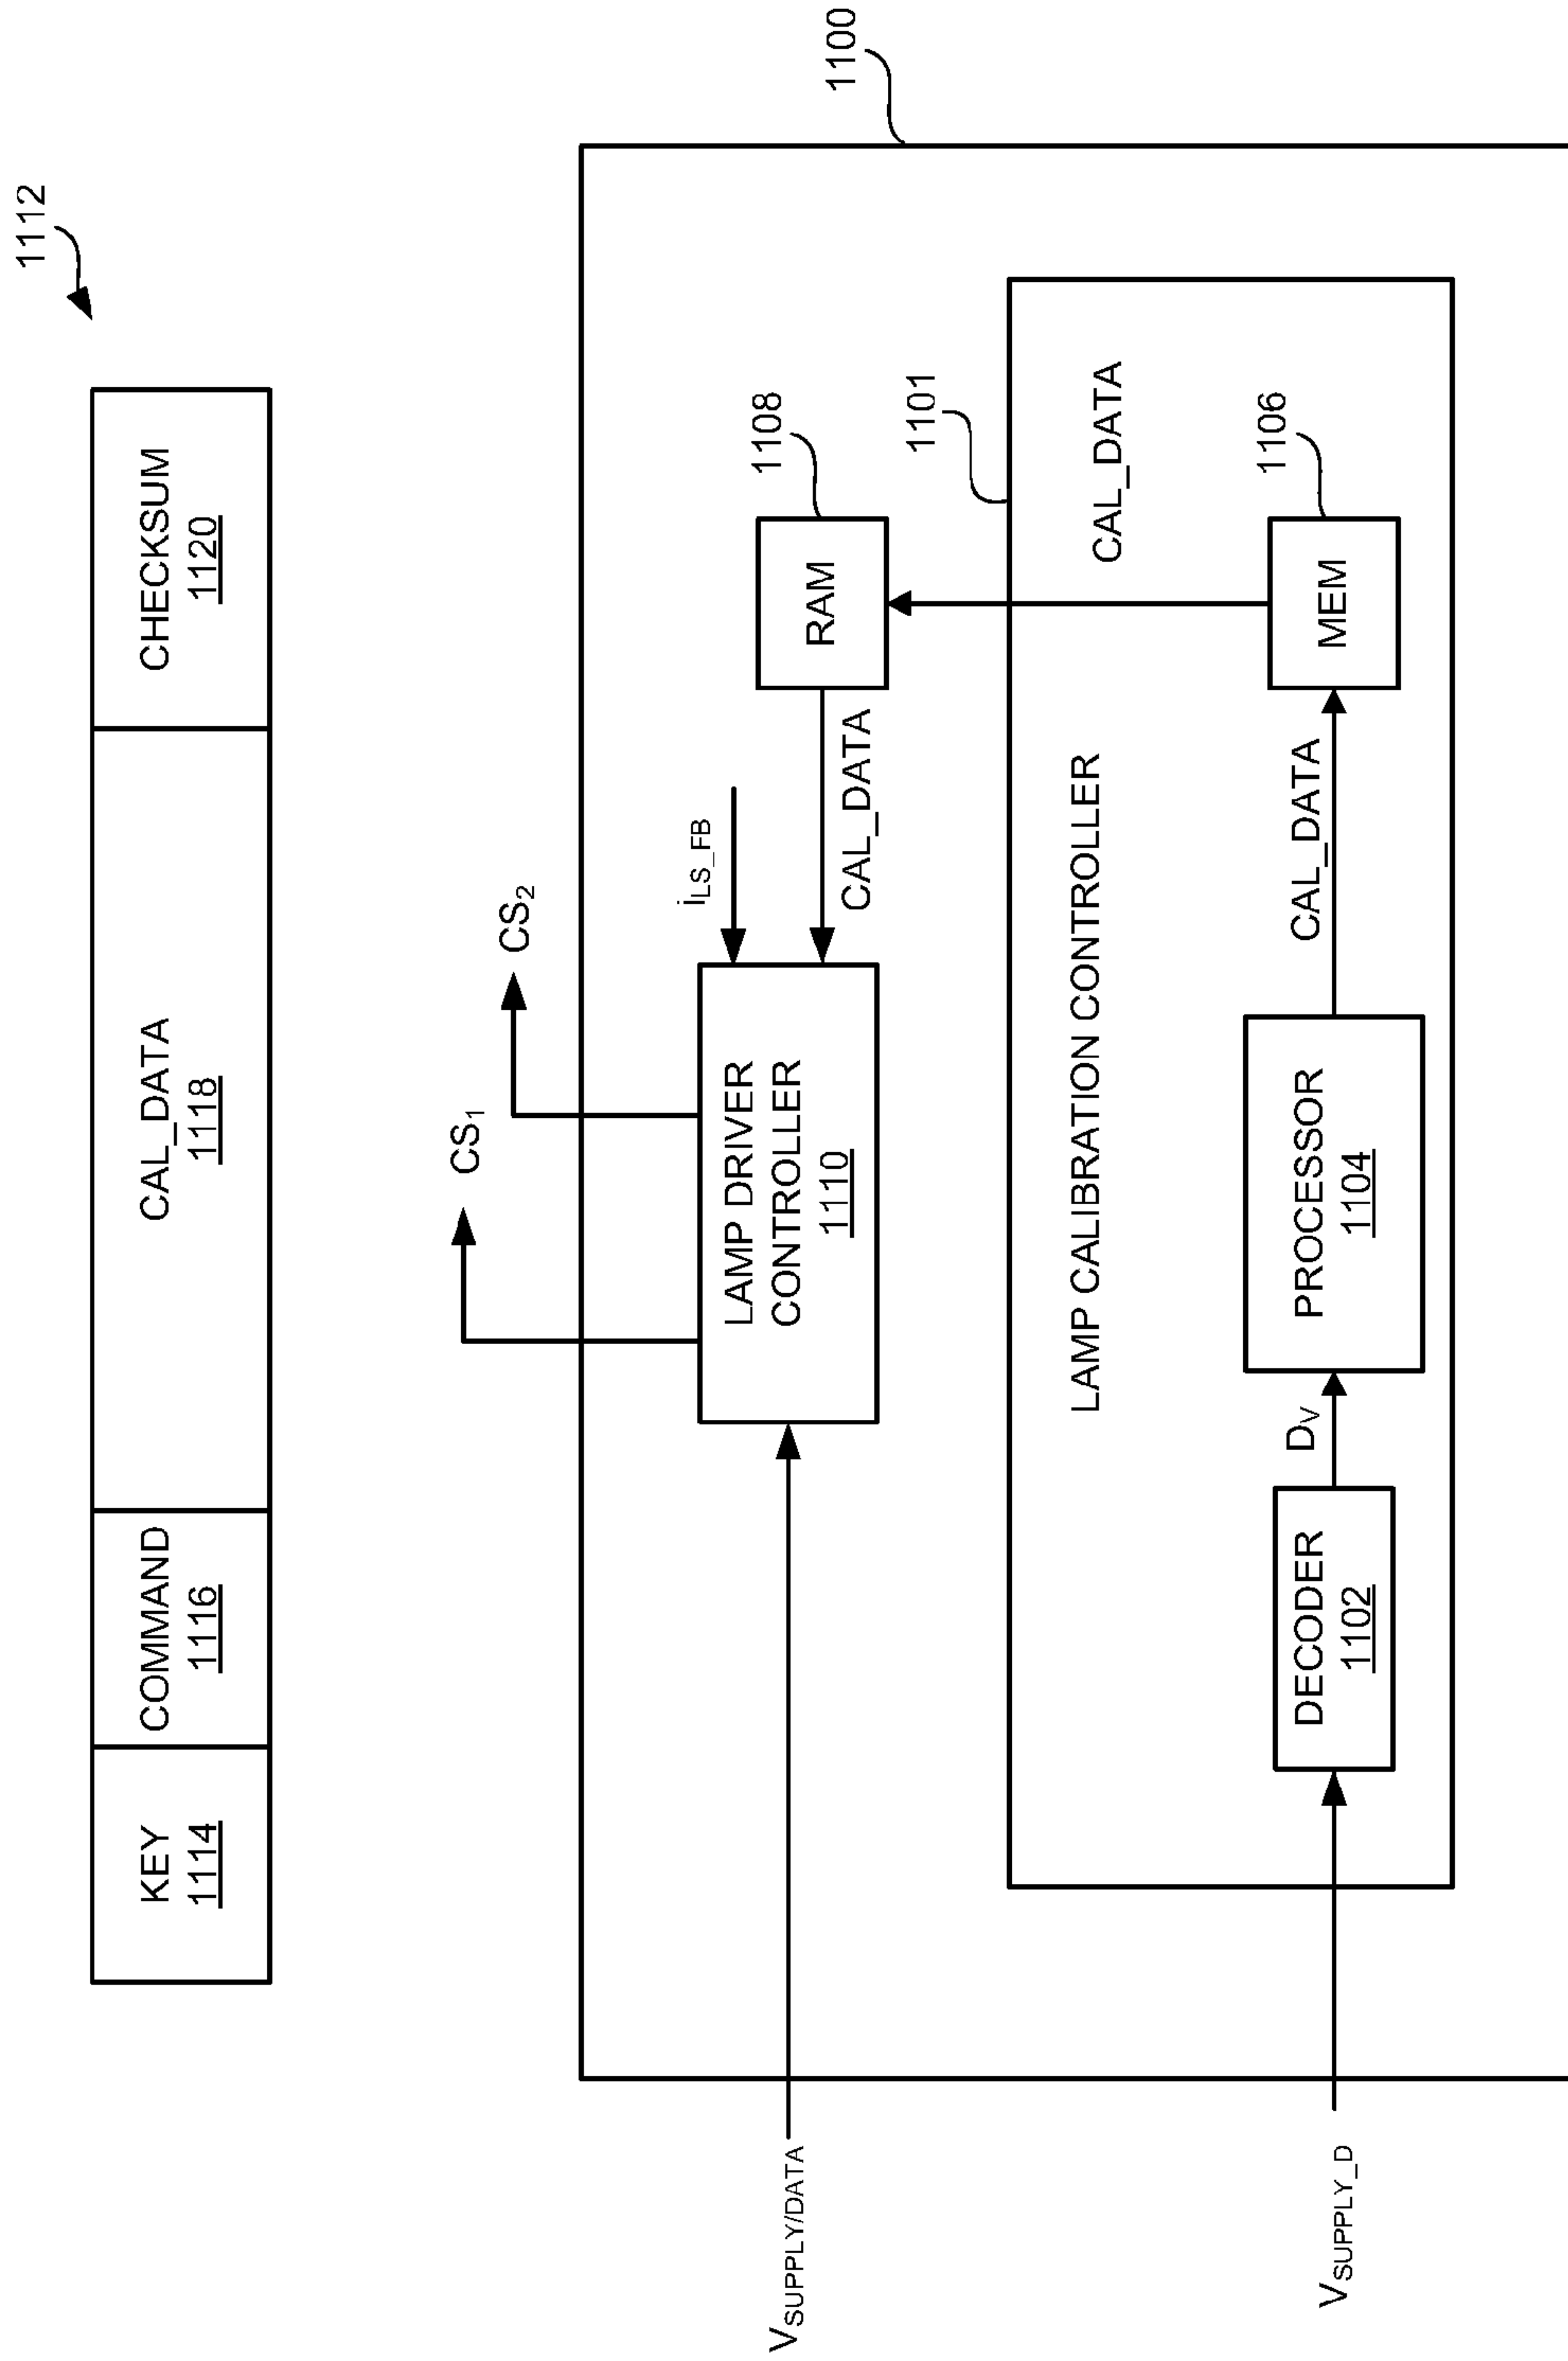 1112
KEY
1114
COMMAND
1116
CAL_DATA
1118
CHECKSUM
1120
CS1
CS2
1100
VSUPPLY/DATA
LAMP DRIVER
CONTROLLER
1110
iLS_FB
CAL_DATA
RAM
1108
1101
LAMP CALIBRATION CONTROLLER
CAL_DATA
VSUPPLY_D
DECODER
1102
DV
PROCESSOR
1104
CAL_DATA
MEM
1106